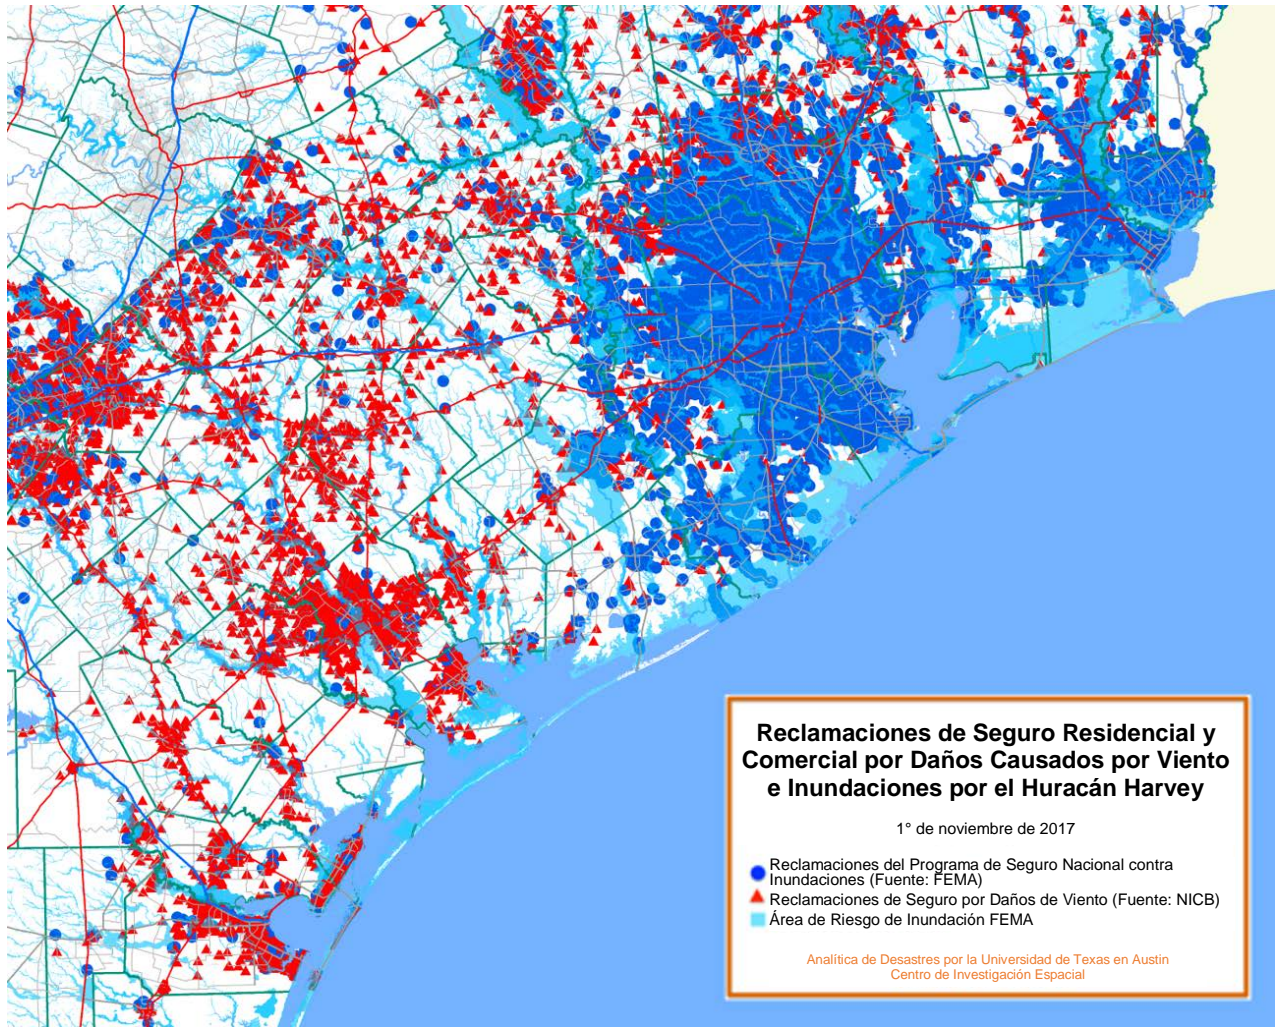 Reclamaciones de Seguro Residencial y
Comercial por Daños Causados por Viento
e Inundaciones por el Huracán Harvey
1° de noviembre de 2017
Reclamaciones del Programa de Seguro Nacional contra
Inundaciones (Fuente: FEMA)
Reclamaciones de Seguro por Daños de Viento (Fuente: NICB)
Área de Riesgo de Inundación FEMA
Analítica de Desastres por la Universidad de Texas en Austin
Centro de Investigación Espacial